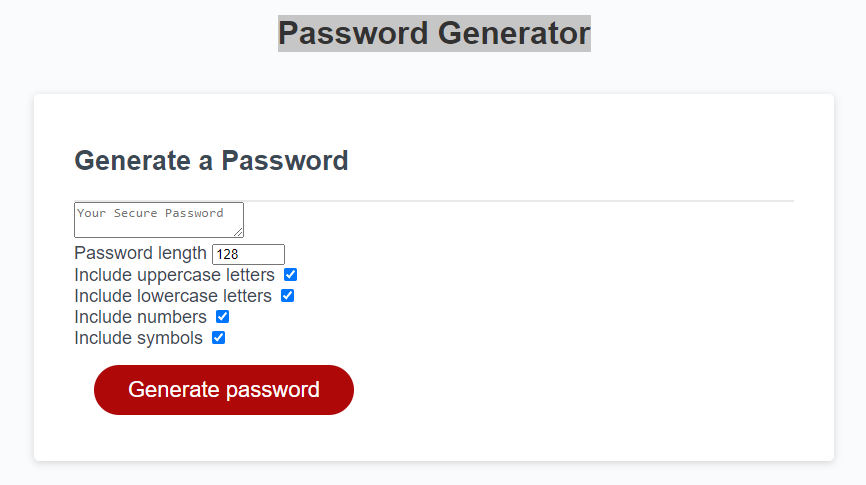 Password Generator
Generate a Password
Your Secure Password
Password length 128
Include uppercase letters
Include lowercase letters
Include numbers
Include symbols
Generate password